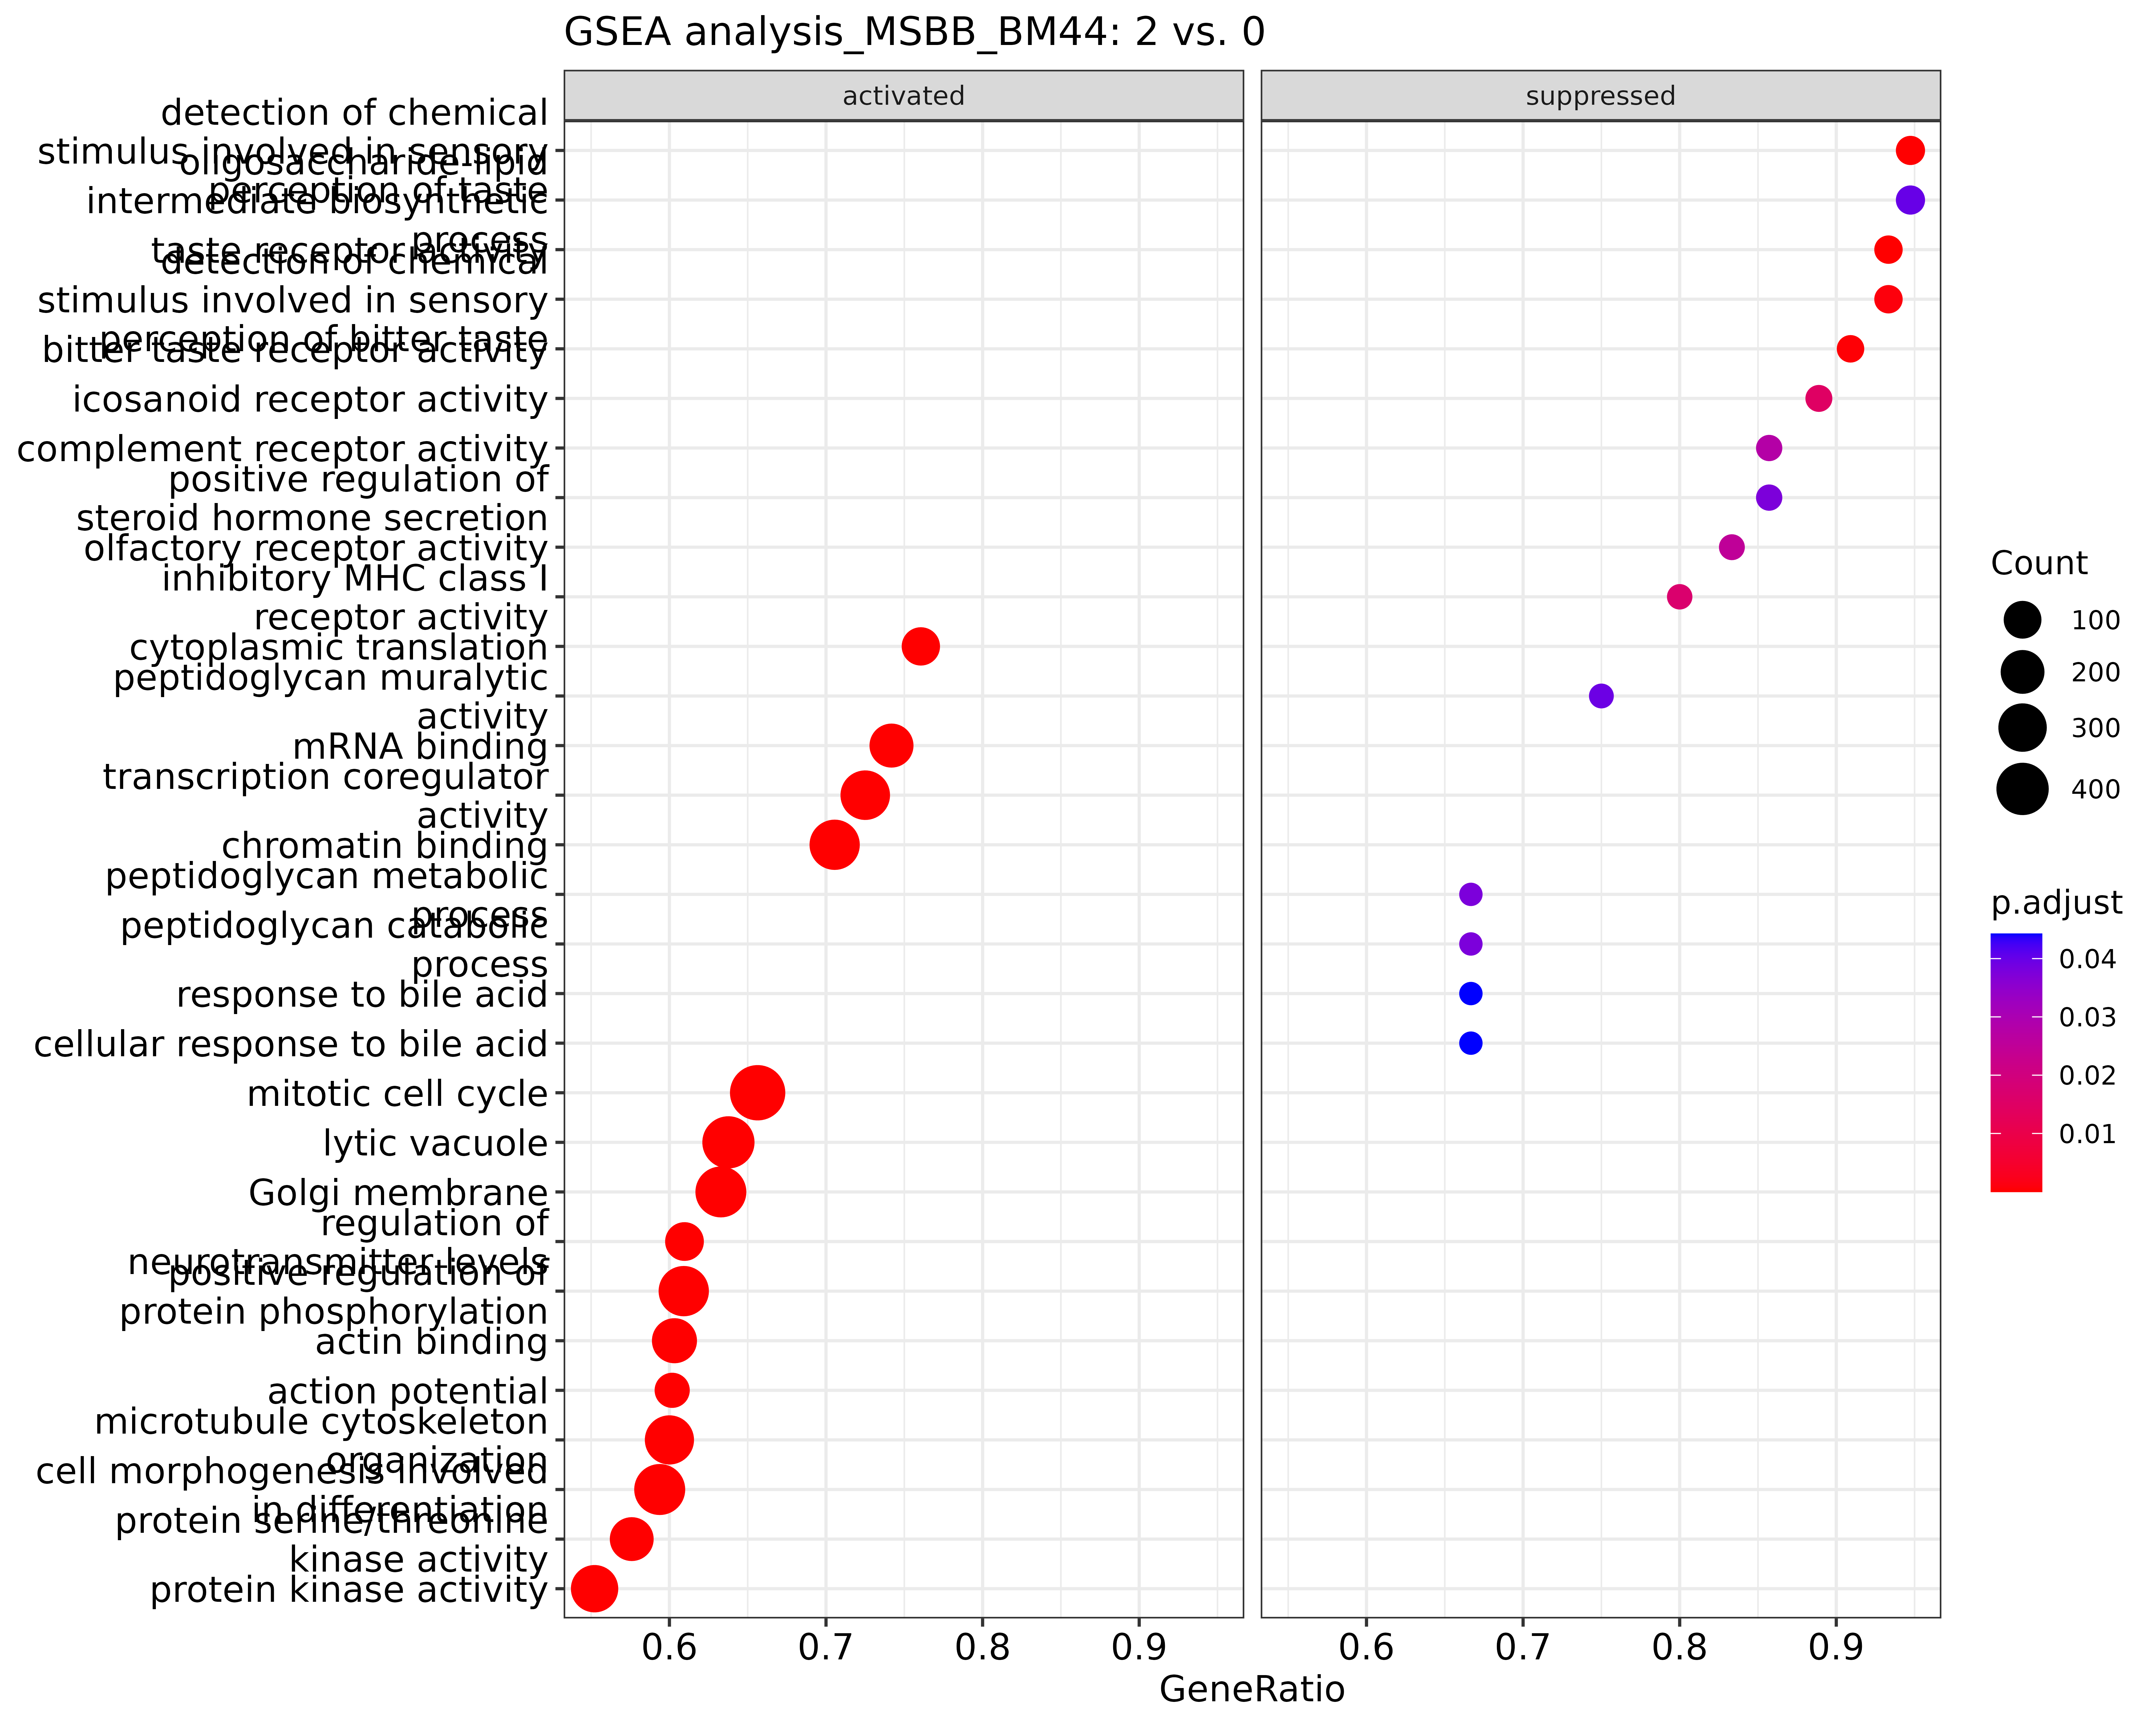 GSEA analysis_MSBB_BM44: 2 vs. 0
activated
suppressed
detection of chemical
stimulus involved in sensory
perception of taste
oligosaccharide-lipid
intermediate biosynthetic
process
taste receptor activity
detection of chemical
stimulus involved in sensory
perception of bitter taste
bitter taste receptor activity
icosanoid receptor activity
complement receptor activity
positive regulation of
steroid hormone secretion
olfactory receptor activity
inhibitory MHC class I
receptor activity
cytoplasmic translation
peptidoglycan muralytic
activity
mRNA binding
transcription coregulator
activity
chromatin binding
peptidoglycan metabolic
process
peptidoglycan catabolic
process
response to bile acid
cellular response to bile acid
mitotic cell cycle
lytic vacuole
Golgi membrane
regulation of
neurotransmitter levels
positive regulation of
protein phosphorylation
actin binding
action potential
microtubule cytoskeleton
organization
cell morphogenesis involved
in differentiation
protein serine/threonine
kinase activity
protein kinase activity
0.6 0.7 0.8 0.9
0.6 0.7 0.8 0.9
GeneRatio
Count
100
200
300
400
p.adjust
0.04
0.03
0.02
0.01